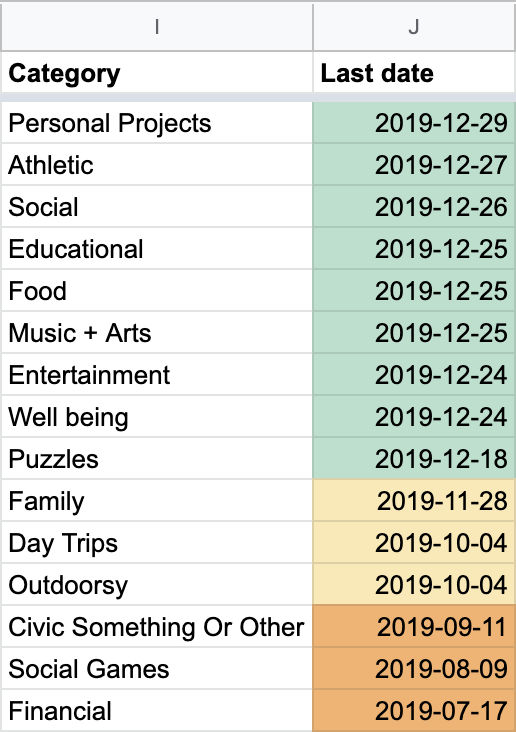 I J
Category Last date
Personal Projects 2019-12-29
Athletic 2019-12-27
Social 2019-12-26
Educational 2019-12-25
Food 2019-12-25
Music + Arts 2019-12-25
Entertainment 2019-12-24
Well being 2019-12-24
Puzzles 2019-12-18
Family 2019-11-28
Day Trips 2019-10-04
Outdoorsy 2019-10-04
Civic Something Or Other 2019-09-11
Social Games 2019-08-09
Financial 2019-07-17